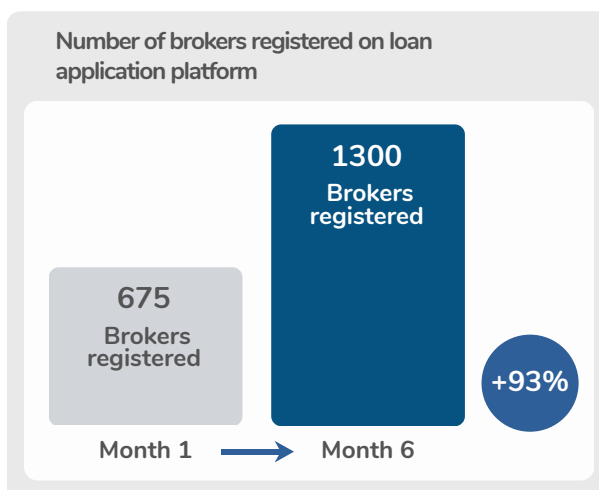 Number of brokers registered on loan
application platform
1300
Brokers
registered
675
Brokers
registered
+93%
Month 1
Month 6